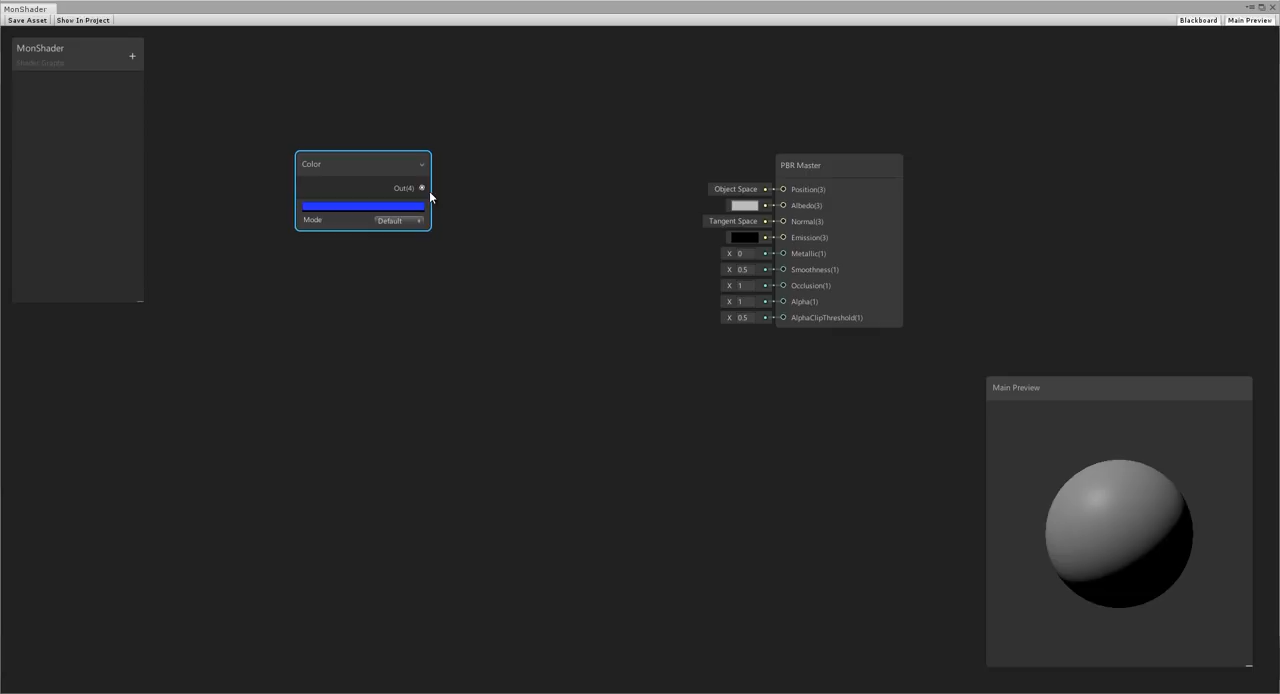 MonShader
Save Asset Show In Project Blackboard Main Preview
MonShader
Shader Graphs
Color
Out(4)
Mode Default
PBR Master
Object Space Position(3)
Albedo(3)
Tangent Space Normal(3)
Emission(3)
X 0 Metallic(1)
X 0.5 Smoothness(1)
X 1 Occlusion(1)
X 1 Alpha(1)
X 0.5 AlphaClipThreshold(1)
Main Preview